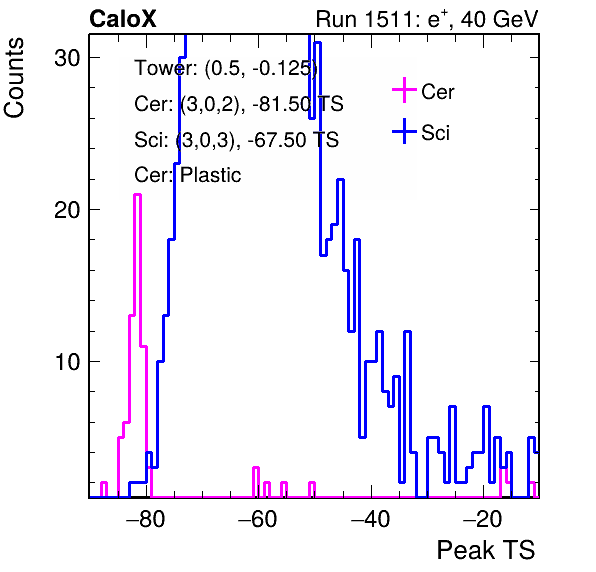 CaloX Run 1511: e⁺, 40 GeV
Counts
30
20
10
Tower: (0.5, -0.125)
Cer: (3,0,2), -81.50 TS
Sci: (3,0,3), -67.50 TS
Cer: Plastic
Cer
Sci
−80 −60 −40 −20
Peak TS